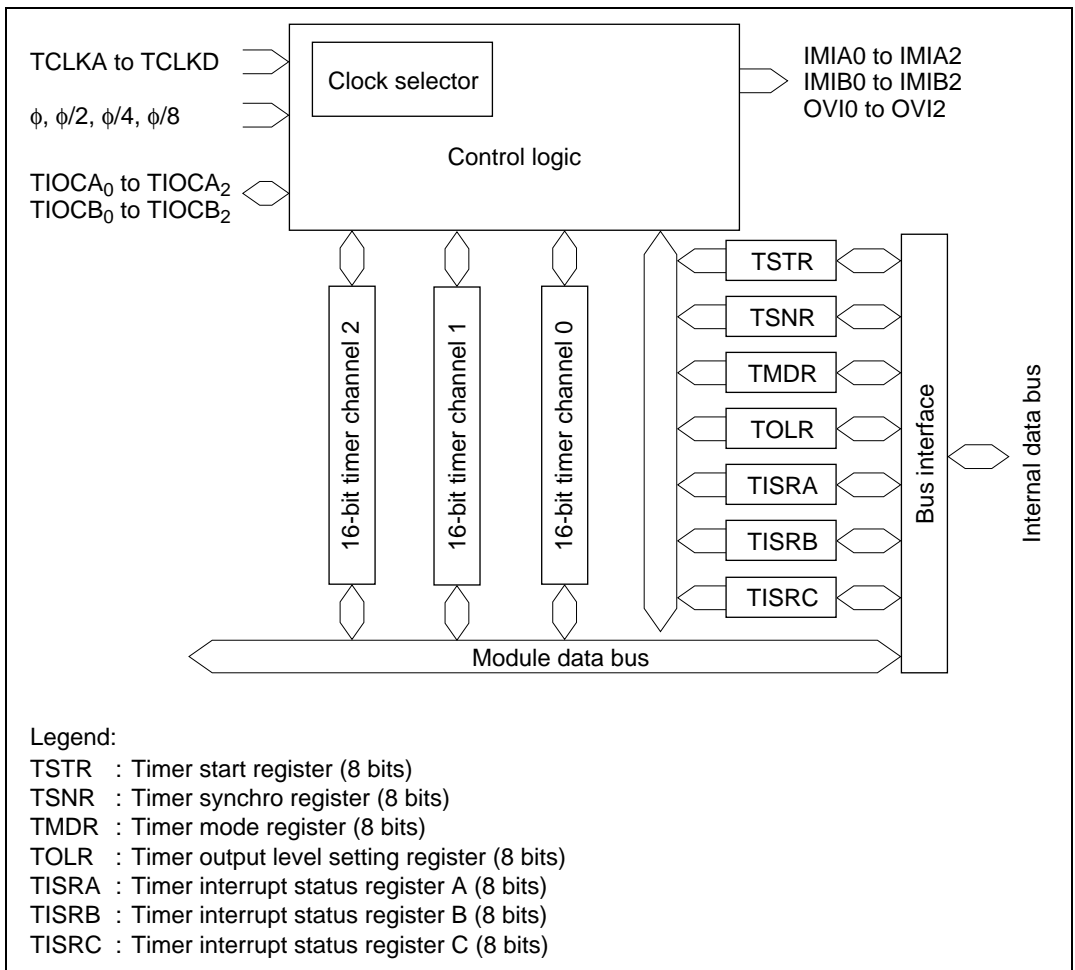 TCLKA to TCLKD
ϕ, ϕ/2, ϕ/4, ϕ/8
TIOCA0 to TIOCA2
TIOCB0 to TIOCB2
Clock selector
Control logic
IMIA0 to IMIA2
IMIB0 to IMIB2
OVI0 to OVI2
16-bit timer channel 2
16-bit timer channel 1
16-bit timer channel 0
TSTR
TSNR
TMDR
TOLR
TISRA
TISRB
TISRC
Bus interface
Internal data bus
Module data bus
Legend:
TSTR : Timer start register (8 bits)
TSNR : Timer synchro register (8 bits)
TMDR : Timer mode register (8 bits)
TOLR : Timer output level setting register (8 bits)
TISRA : Timer interrupt status register A (8 bits)
TISRB : Timer interrupt status register B (8 bits)
TISRC : Timer interrupt status register C (8 bits)